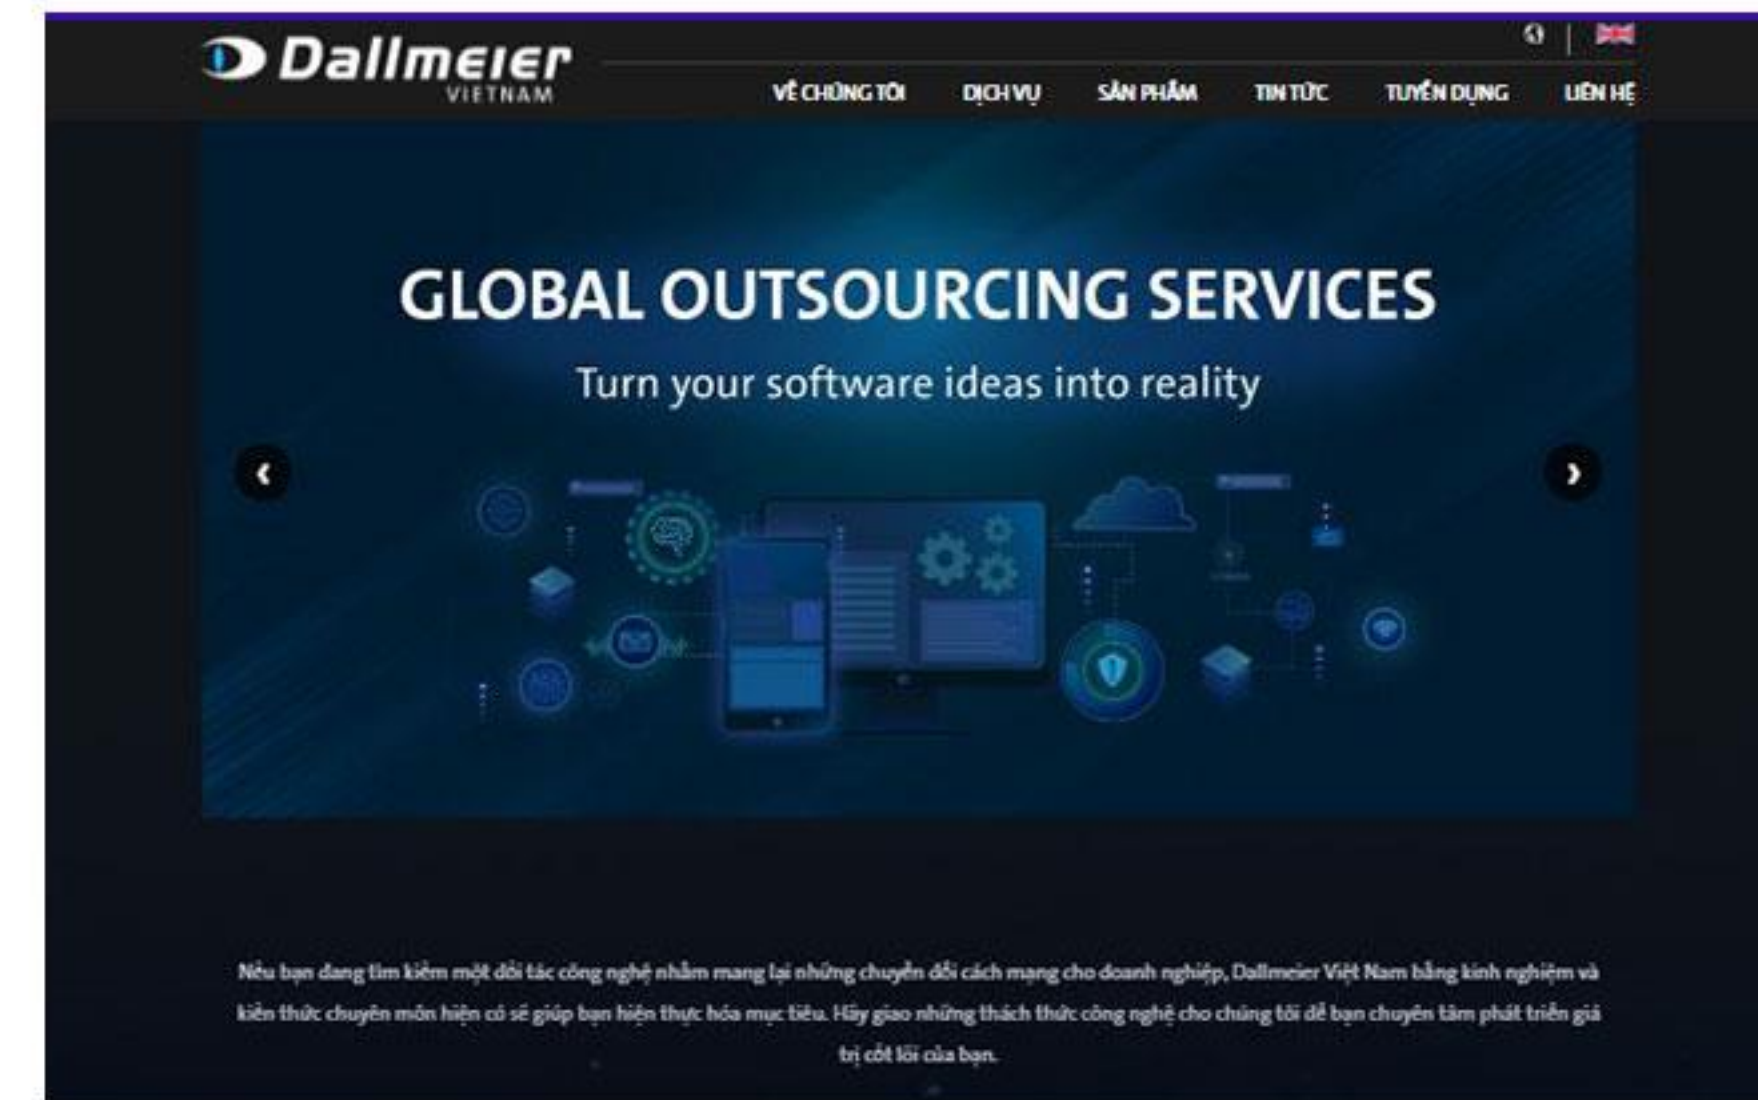 Dallmeier
VIETNAM
VỀ CHÚNG TÔI DỊCH VỤ SẢN PHẨM TIN TỨC TUYỂN DỤNG LIÊN HỆ
GLOBAL OUTSOURCING SERVICES
Turn your software ideas into reality
Nếu bạn đang tìm kiếm một đối tác công nghệ nhằm mang lại những chuyển đổi cách mạng cho doanh nghiệp, Dallmeier Việt Nam bằng kinh nghiệm và
kiến thức chuyên môn hiện có sẽ giúp bạn hiện thực hóa mục tiêu. Hãy giao những thách thức công nghệ cho chúng tôi để bạn chuyên tâm phát triển giá
trị cốt lõi của bạn.